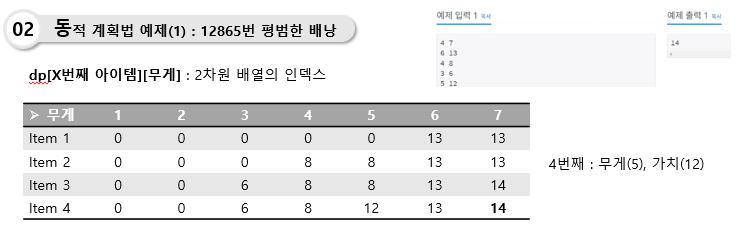 02 동적 계획법 예제(1) : 12865번 평범한 배낭
예제 입력 1 복사
4 7
6 13
4 8
3 6
5 12
예제 출력 1 복사
14
dp[X번째 아이템][무게] : 2차원 배열의 인덱스
➢ 무게 1 2 3 4 5 6 7
Item 1 0 0 0 0 0 13 13
Item 2 0 0 0 8 8 13 13
Item 3 0 0 6 8 8 13 14
Item 4 0 0 6 8 12 13 14
4번째 : 무게(5), 가치(12)